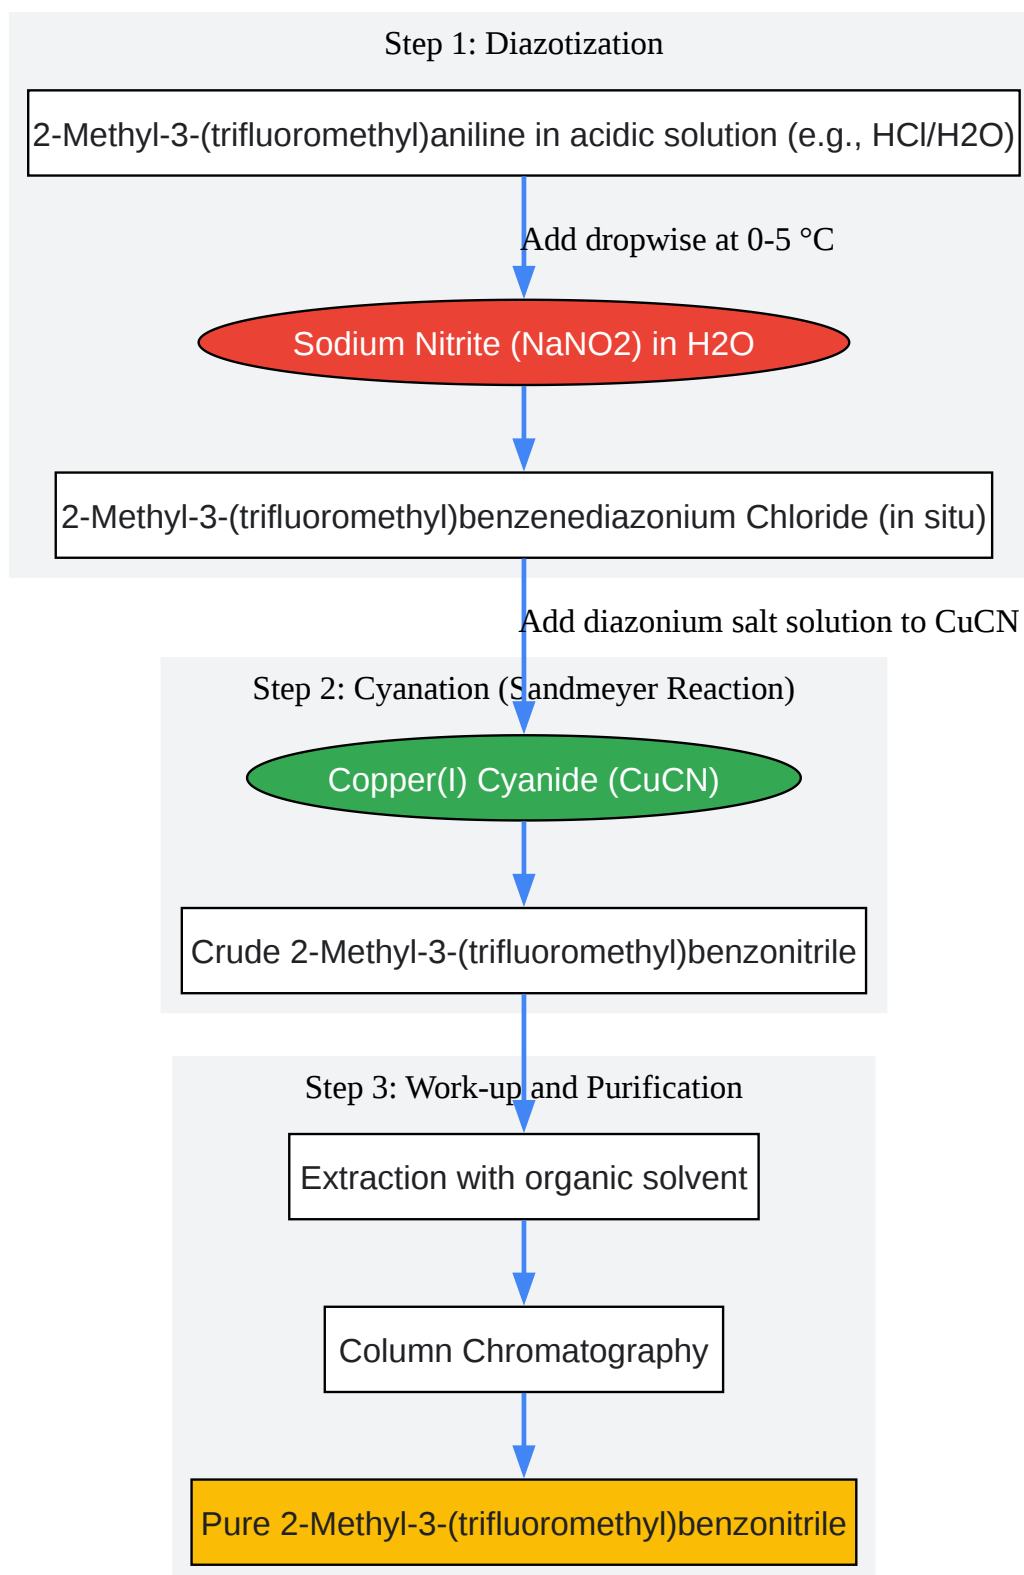 Step 1: Diazotization
2-Methyl-3-(trifluoromethyl)aniline in acidic solution (e.g., HCl/H2O)
Add dropwise at 0-5 °C
Sodium Nitrite (NaNO2) in H2O
2-Methyl-3-(trifluoromethyl)benzenediazonium Chloride (in situ)
Add diazonium salt solution to CuCN
Step 2: Cyanation (Sandmeyer Reaction)
Copper(I) Cyanide (CuCN)
Crude 2-Methyl-3-(trifluoromethyl)benzonitrile
Step 3: Work-up and Purification
Extraction with organic solvent
Column Chromatography
Pure 2-Methyl-3-(trifluoromethyl)benzonitrile